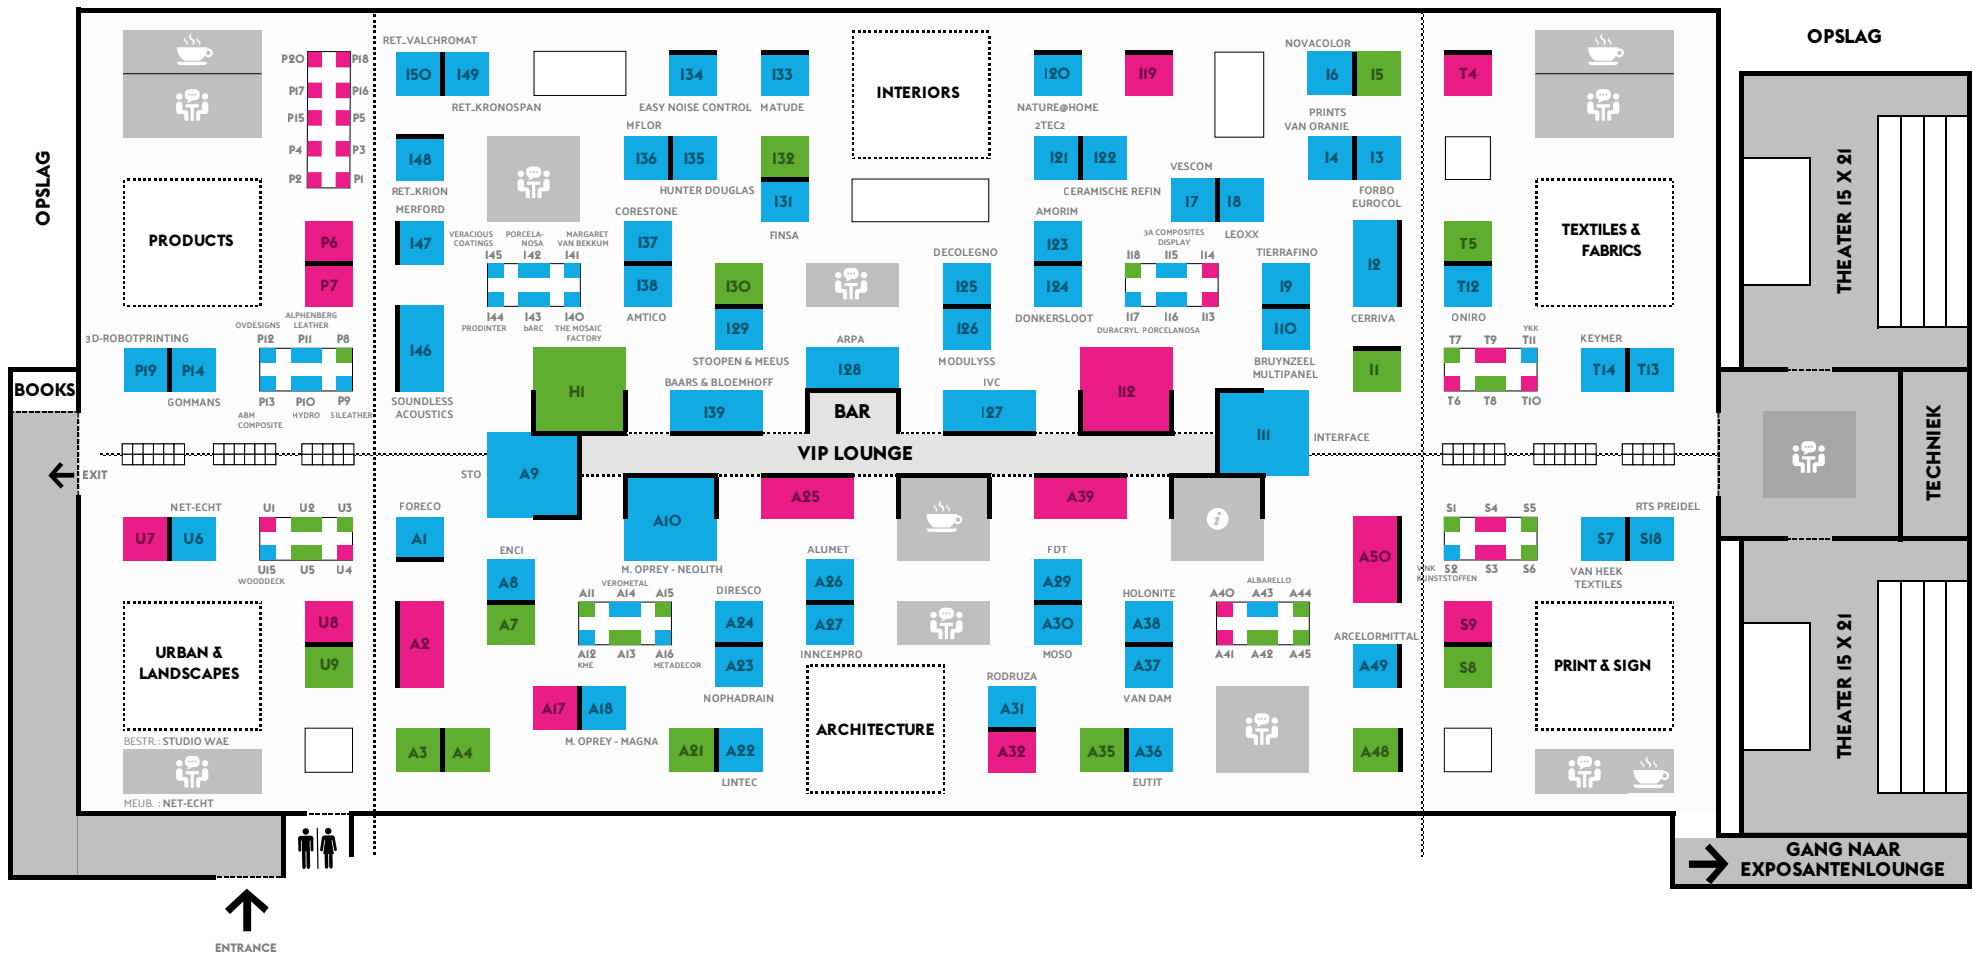 OPSLAG
RET_VALCHROMAT
NOVACOLOR
P20
P18
I50
I49
I34
I33
INTERIORS
I20
I19
I6
I5
T4
P17
P16
RET_KRONOSPAN
EASY NOISE CONTROL
MATUDE
NATURE@HOME
P15
P5
MFLOR
2TEC2
PRINTS
VAN ORANIE
P4
P3
I48
I36
I35
I32
I21
I22
I4
I3
P2
P1
VESCOM
RET_KRION
HUNTER DOUGLAS
CERAMISCHE REFIN
FORBO
EUROCOL
OPSLAG
MERFORD
CORESTONE
I31
AMORIM
I7
I8
THEATER 15 X 21
PRODUCTS
P6
I47
VERACIOUS
COATINGS
PORCELA-
NOSA
MARGARET
VAN BEKKUM
I37
FINSA
I23
3A COMPOSITES
DISPLAY
LEOXX
T5
TEXTILES &
FABRICS
I45
I42
I41
DECOLEGNO
I18
I15
I14
TIERRAFINO
I2
P7
I38
I30
I25
I24
I9
T12
ALPHENBERG
LEATHER
I44
I43
I40
AMTICO
DONKERSLOOT
I17
I16
I13
CERRIVA
ONIRO
OVDESIGNS
PRODINTER
bARC
THE MOSAIC
FACTORY
I29
I26
DURACRYL
PORCELANOSA
I10
YKK
3D-ROBOTPRINTING
P12
P11
P8
I46
ARPA
T7
T9
T11
KEYMER
STOOPEN & MEEUS
MODULYSS
BRUYNZEEL
MULTIPANEL
P19
P14
I28
I1
T14
T13
BOOKS
H1
BAARS & BLOEMHOFF
IVC
I12
GOMMANS
P13
P10
P9
SOUNDLESS
ACOUSTICS
I39
BAR
I27
T6
T8
T10
ABM
COMPOSITE
HYDRO
SILEATHER
TECHNIEK
VIP LOUNGE
I11
INTERFACE
EXIT
STO
A9
NET-ECHT
U1
U2
U3
FORECO
A25
A39
S1
S4
S5
RTS PREIDEL
U7
U6
A1
A10
S7
S18
ENCI
ALUMET
FDT
A50
U15
U5
U4
WOODDECK
M. OPREY - NEOLITH
S2
S3
S6
KUNSTSTOFFEN
VAN HEEK
TEXTILES
A8
VEROMETAL
DIRESCO
A26
A29
HOLONITE
ALBARELLO
A11
A14
A15
A40
A43
A44
U8
A7
A24
A27
A30
A38
S9
THEATER 15 X 21
URBAN &
LANDSCAPES
A2
ARCELORMITTAL
A12
A13
A16
INNCEMPRO
MOSO
A41
A42
A45
KME
METADECOR
U9
A23
A37
A49
S8
PRINT & SIGN
RODRUZA
NOPHADRAIN
VAN DAM
A17
A18
A31
ARCHITECTURE
BESTR.: STUDIO WAE
M. OPREY - MAGNA
A3
A4
A21
A22
A32
A35
A36
A48
LINTEC
EUTIT
MEUB. : NET-ECHT
GANG NAAR
EXPOSANTENLOUNGE
ENTRANCE